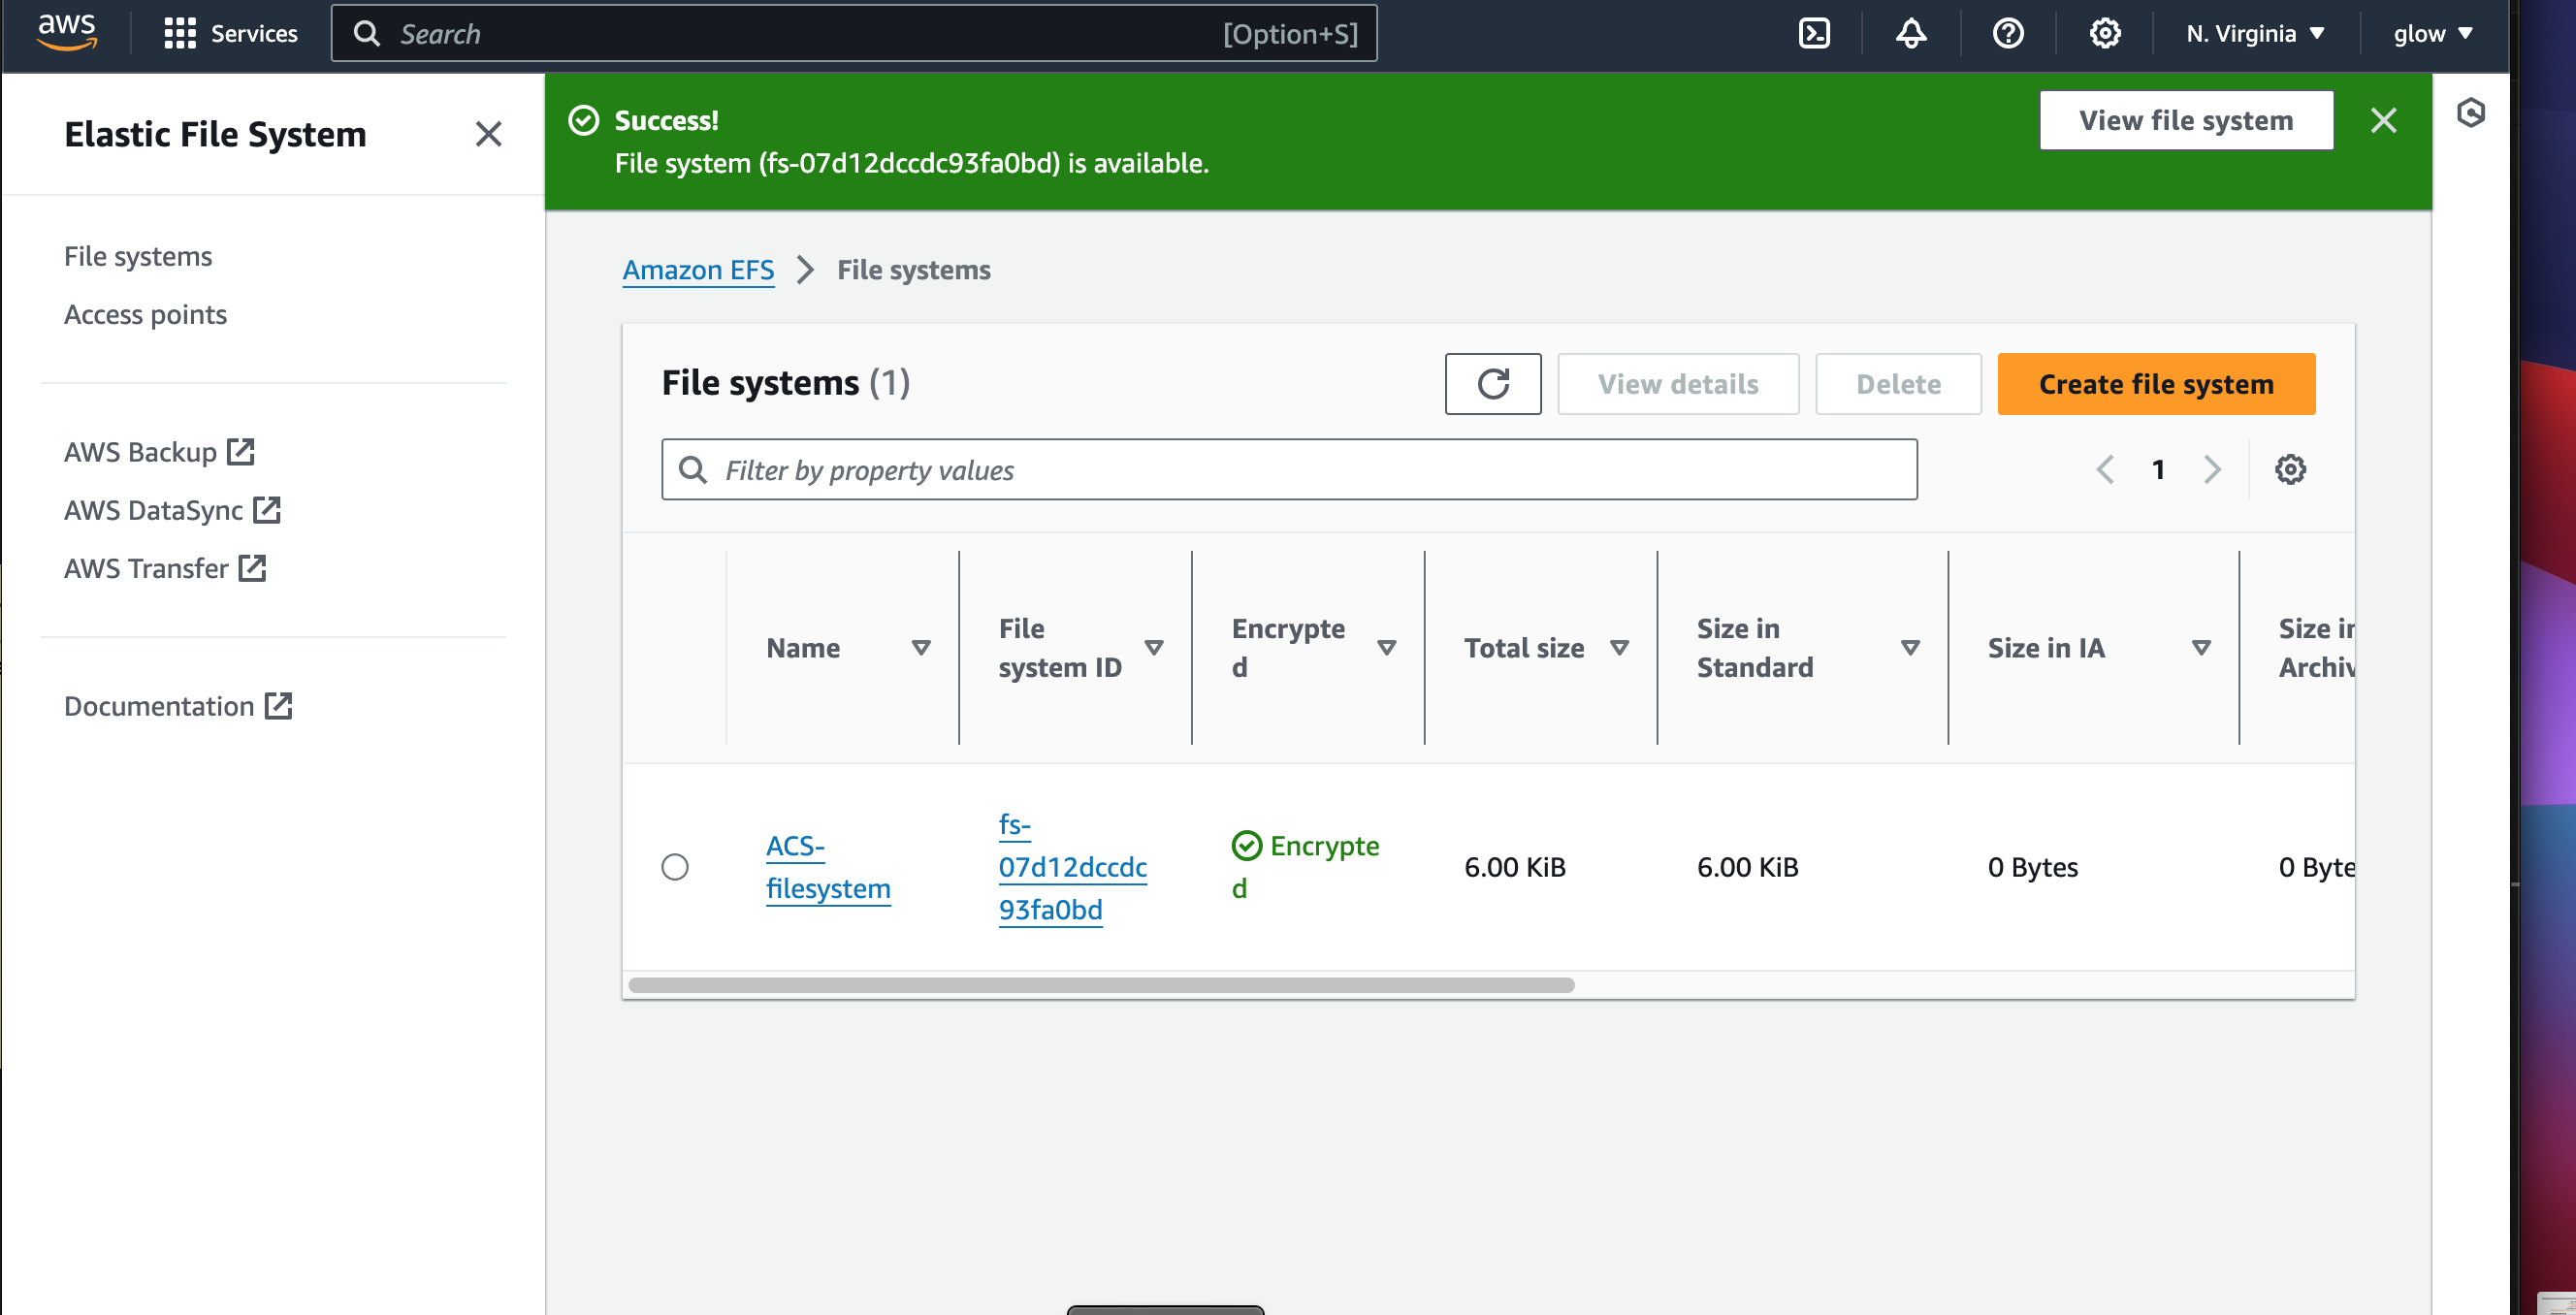 aws
Services
Search
[Option+S]
N. Virginia
glow
Elastic File System
File systems
Access points
AWS Backup
AWS DataSync
AWS Transfer
Documentation
Success!
File system (fs-07d12dccdc93fa0bd) is available.
View file system
Amazon EFS
File systems
File systems (1)
View details
Delete
Create file system
Filter by property values
1
Name
File
system ID
Encrypte
d
Total size
Size in
Standard
Size in IA
Size in
Archiv
ACS-
filesystem
fs-
07d12dccdc
93fa0bd
Encrypte
d
6.00 KiB
6.00 KiB
0 Bytes
0 Byte